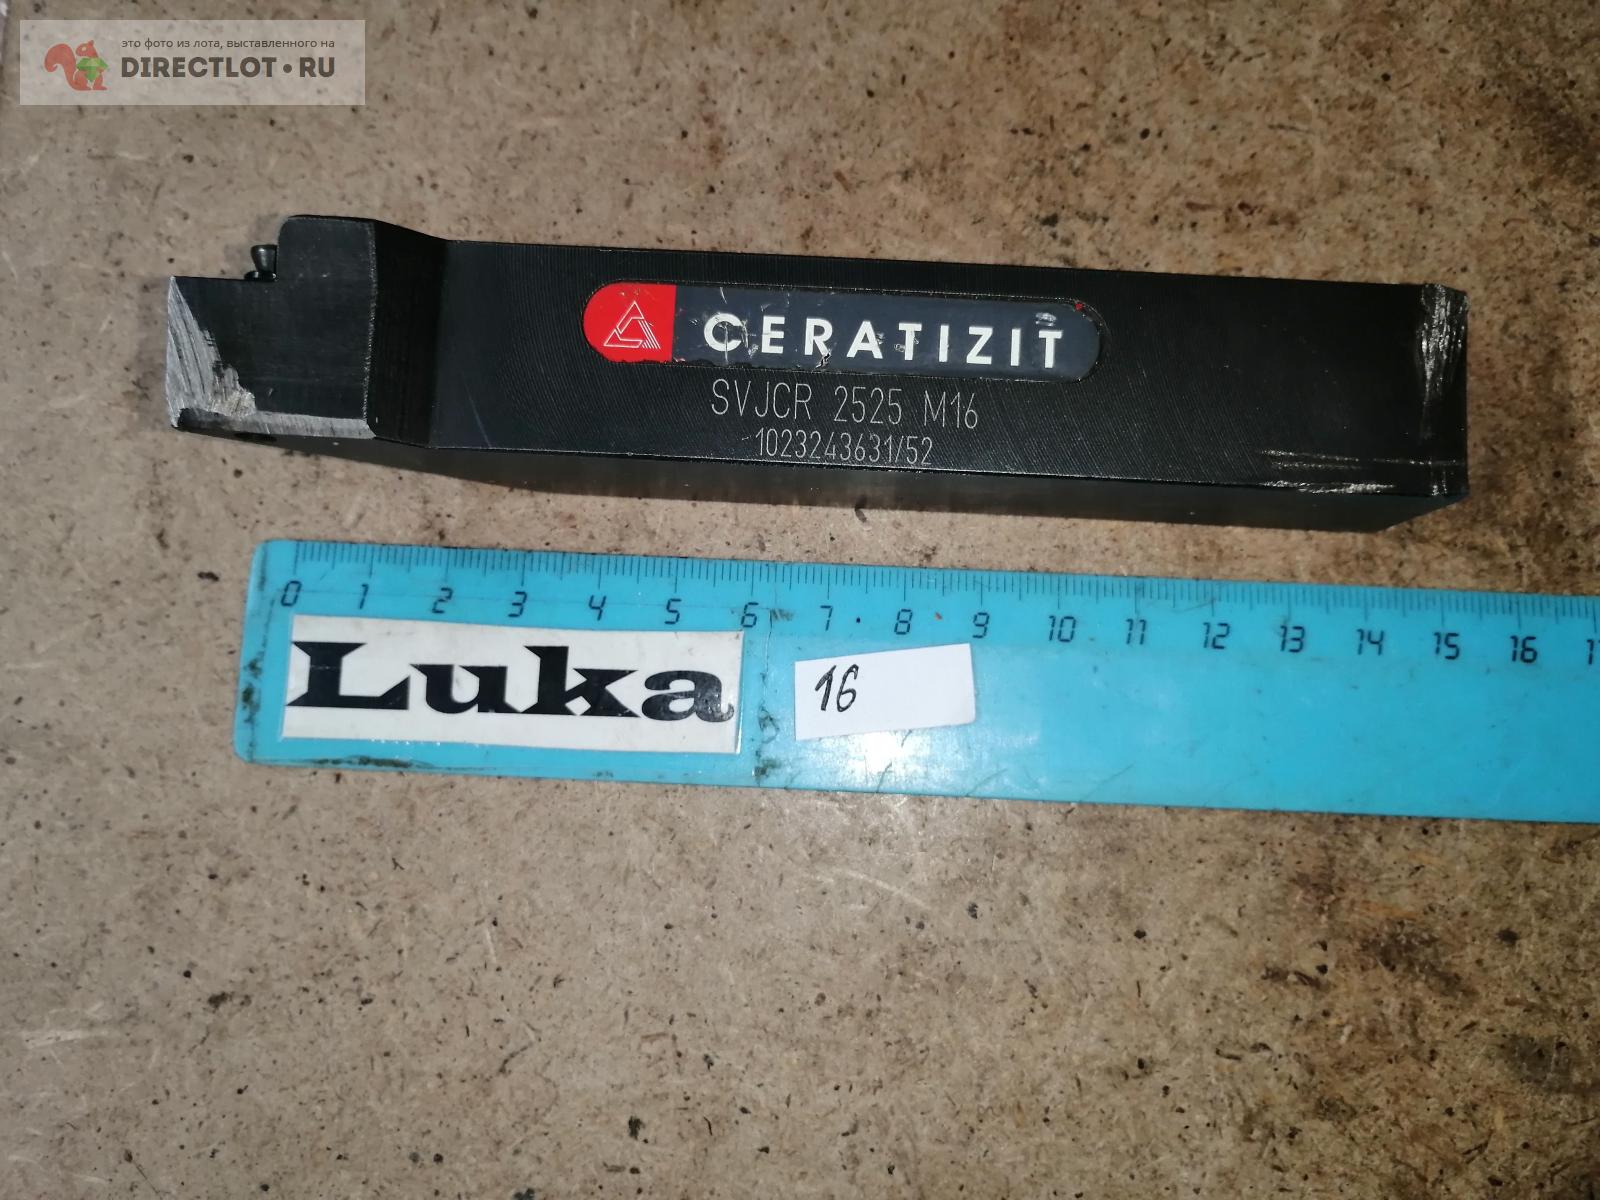 это фото из лота, выставленного на
DIRECTLOT•RU
CERATIZIT
SVJCR 2525 M16
1023243631/52
0 1 2 3 4 5 6 7 8 9 10 11 12 13 14 15 16
Luka
16